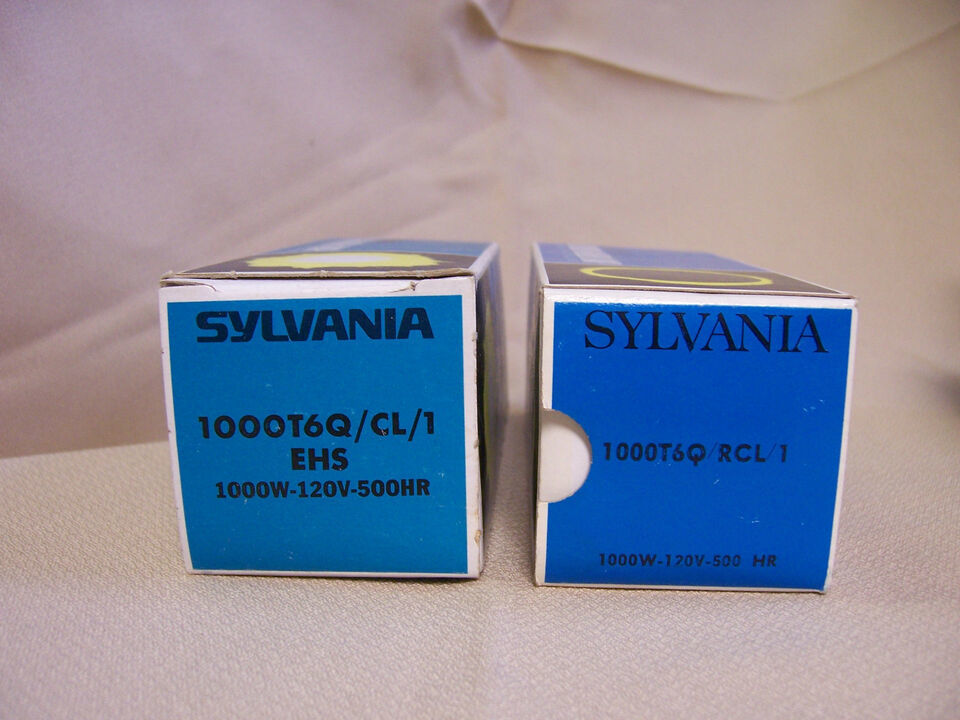 SYLVANIA
1000T6Q/CL/1
EHS
1000W-120V-500HR
SYLVANIA
1000T6Q/RCL/1
1000W-120V-500 HR